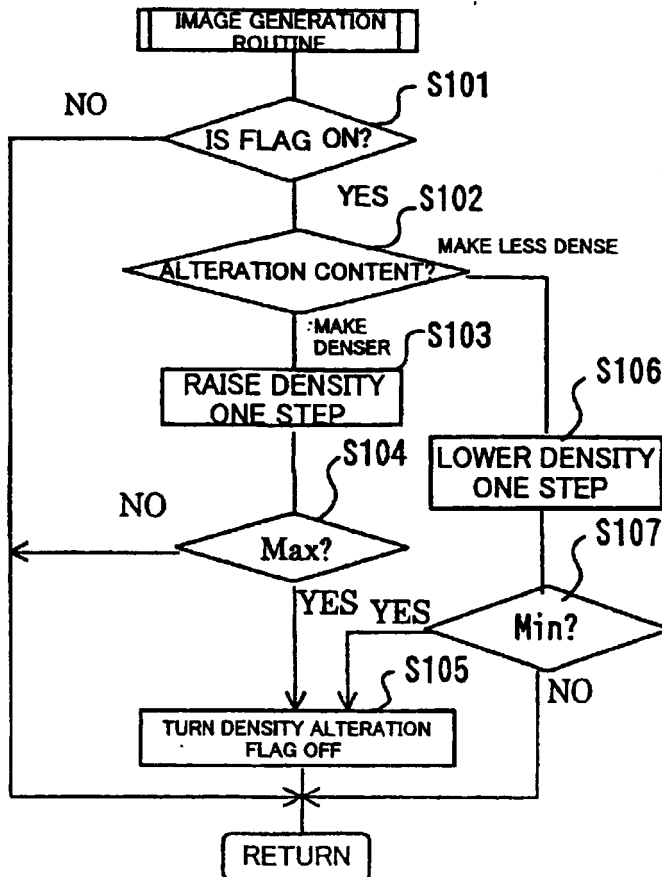 IMAGE GENERATION
ROUTINE
NO
S101
IS FLAG ON?
YES
S102
MAKE LESS DENSE
ALTERATION CONTENT?
MAKE
DENSER
S103
RAISE DENSITY
ONE STEP
S106
LOWER DENSITY
ONE STEP
S104
NO
Max?
S107
YES
YES
Min?
S105
NO
TURN DENSITY ALTERATION
FLAG OFF
RETURN